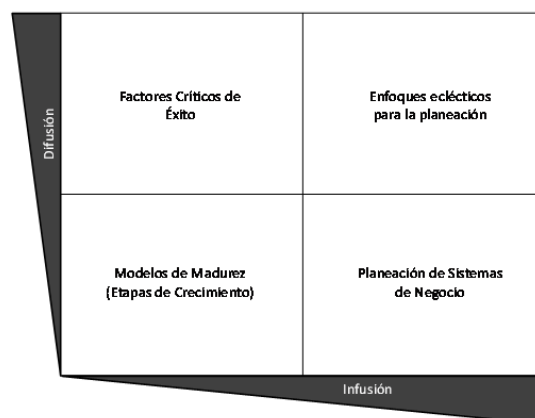 Factores Críticos de
Éxito
Enfoques eclécticos
para la planeación
Difusión
Modelos de Madurez
(Etapas de Crecimiento)
Planeación de Sistemas
de Negocio
Infusión